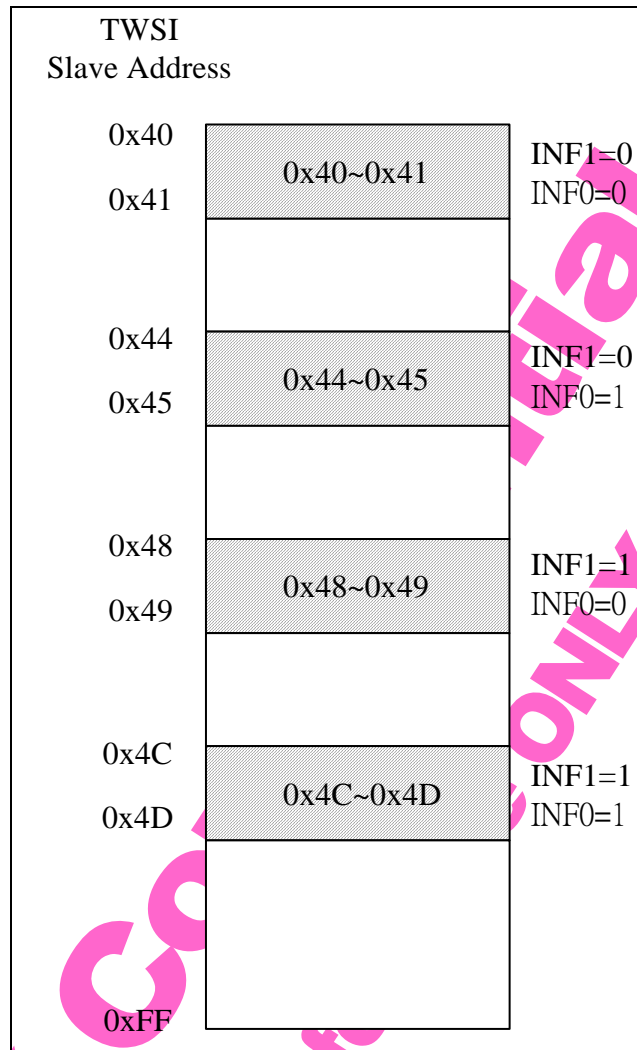 TWSI
Slave Address
0x40
0x40~0x41
INF1=0
0x41
INF0=0
0x44
0x44~0x45
INF1=0
0x45
INF0=1
0x48
0x48~0x49
INF1=1
0x49
INF0=0
0x4C
0x4C~0x4D
INF1=1
0x4D
INF0=1
0xFF
ONLY